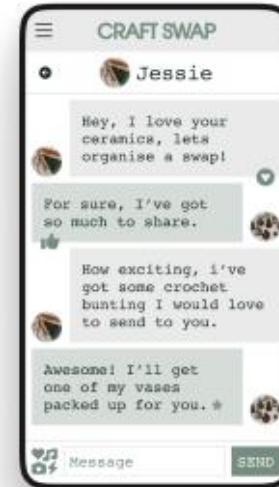 CRAFT SWAP
Jessie
Hey, I love your
ceramics, lets
organise a swap!
For sure, I've got
so much to share.
How exciting, i've
got some crochet
bunting I would love
to send to you.
Awesome! I'll get
one of my vases
packed up for you.
Message
SEND